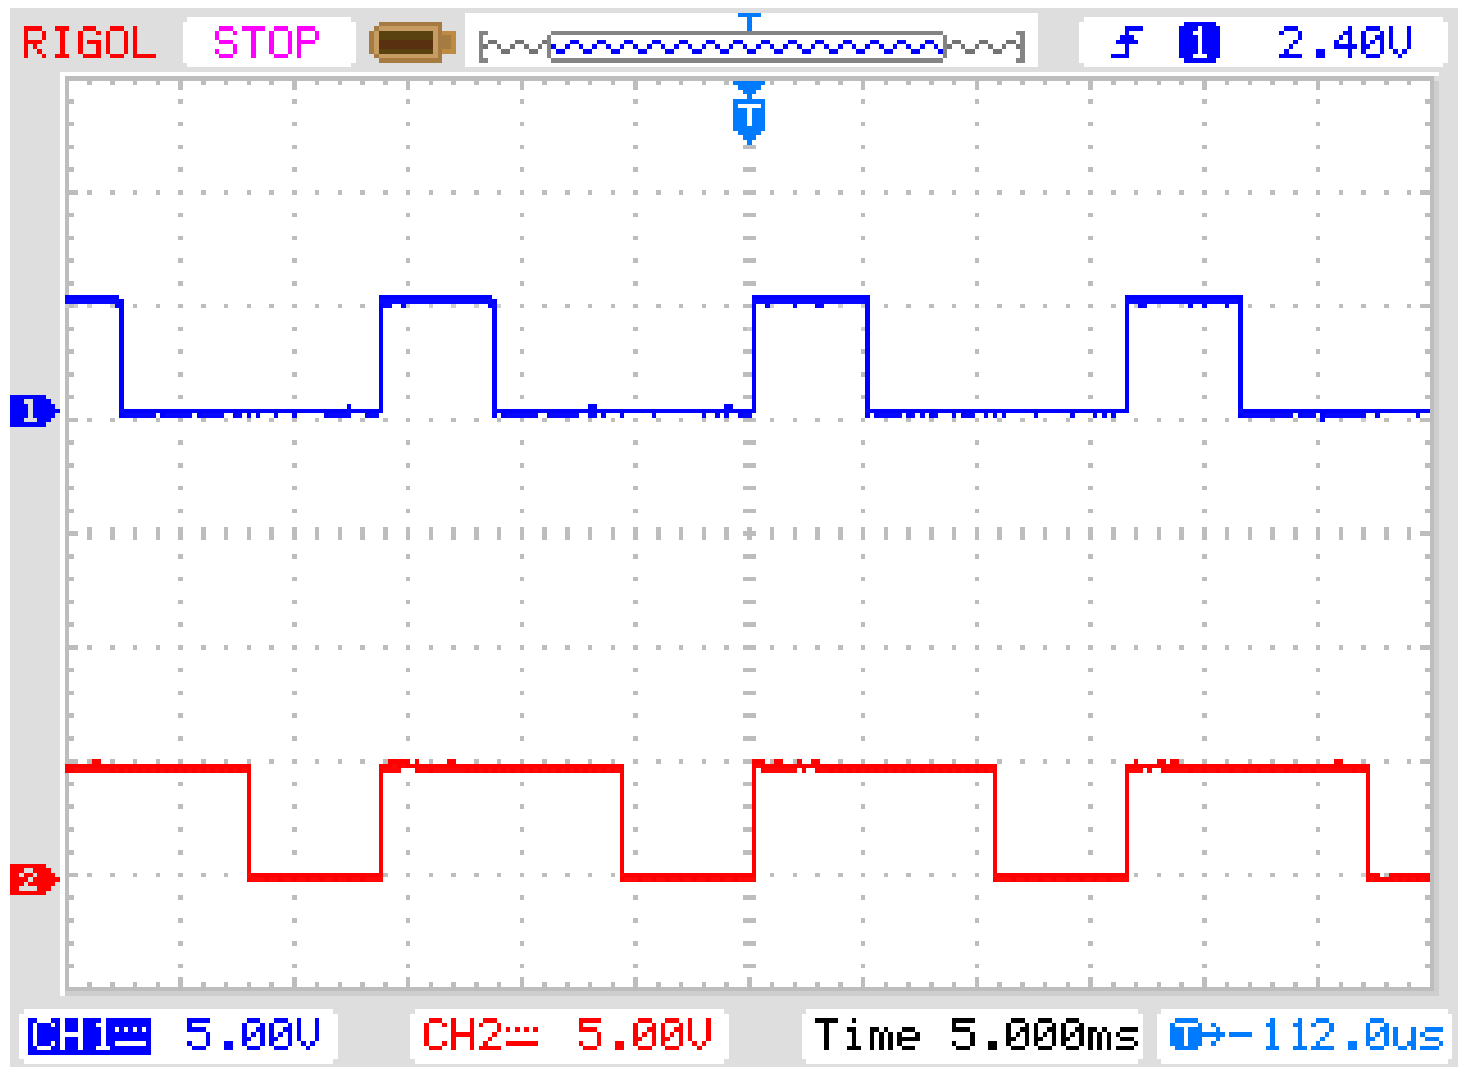 RIGOL STOP T 1 2.40V
T
1
2
CH1 5.00V CH2 5.00V Time 5.000ms T→-112.0us